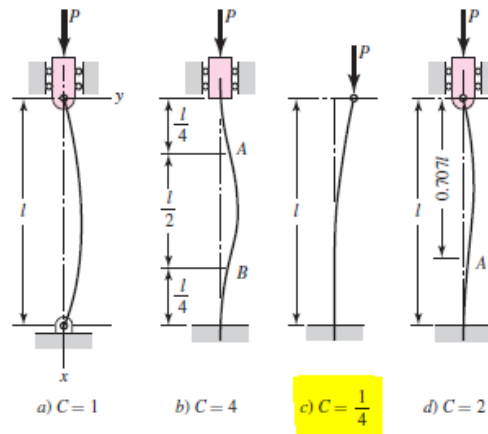 P
P
P
P
y
l
l/4
A
l/2
B
l/4
l
l
0.707l
A
x
a) C = 1
b) C = 4
c) C = 1/4
d) C = 2